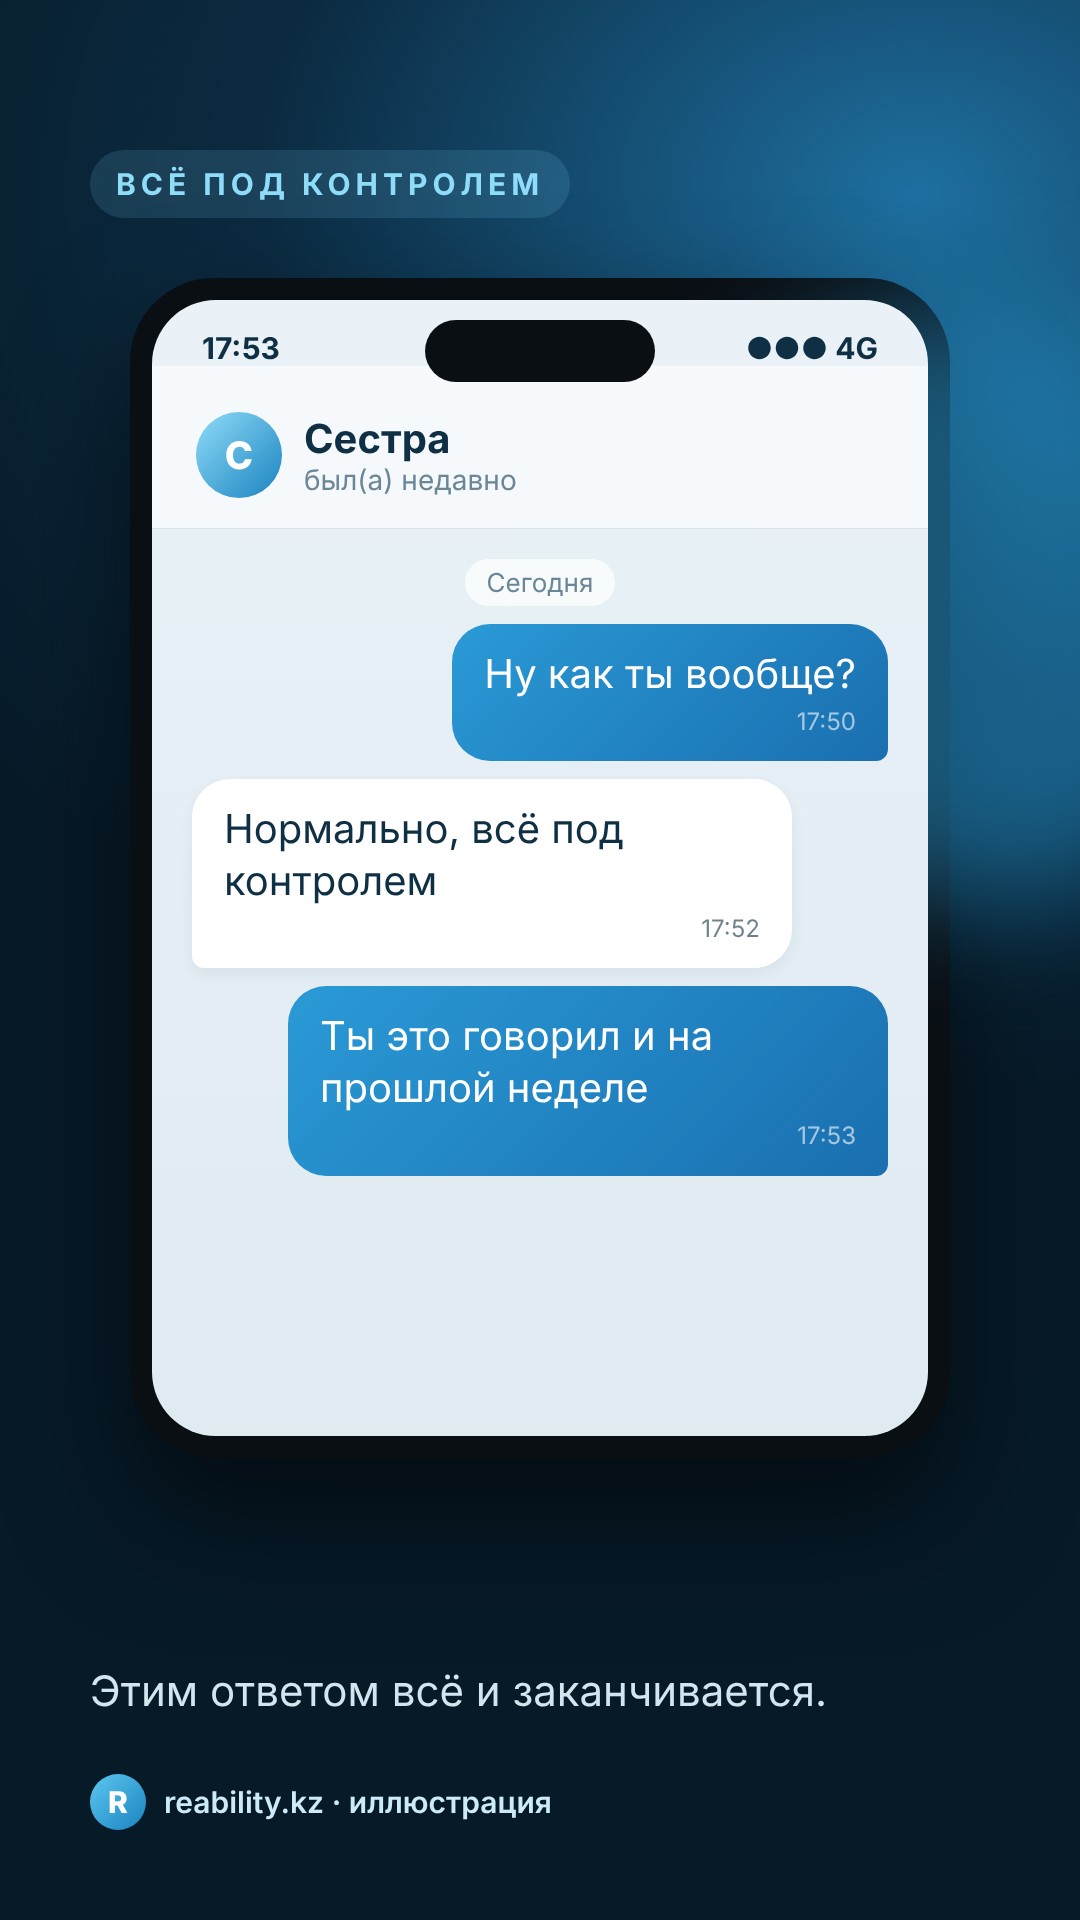 ВСЁ ПОД КОНТРОЛЕМ
17:53
4G
С
Сестра
был(а) недавно
Сегодня
Ну как ты вообще?
17:50
Нормально, всё под
контролем
17:52
Ты это говорил и на
прошлой неделе
17:53
Этим ответом всё и заканчивается.
R
reability.kz · иллюстрация